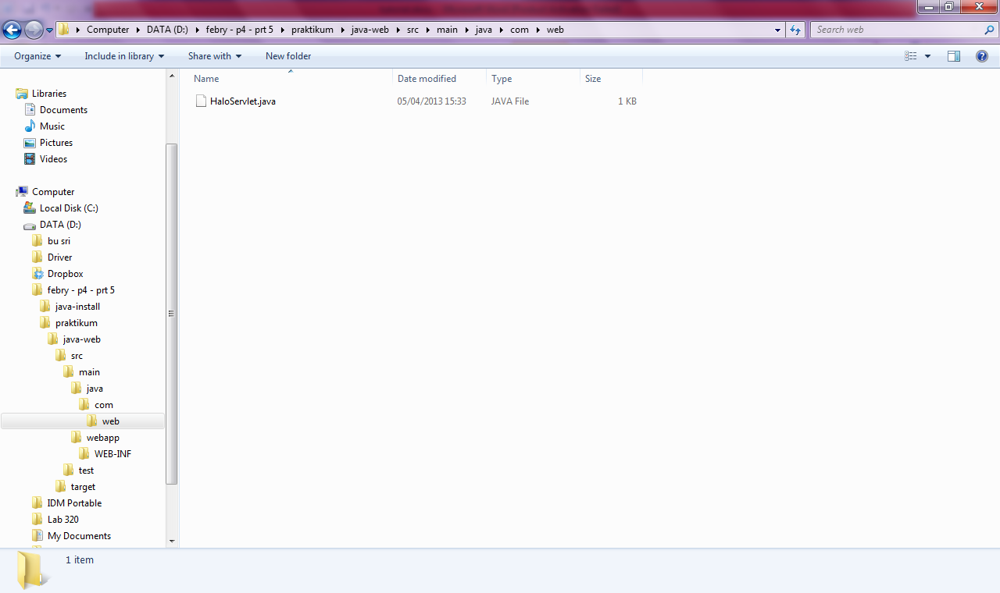 Computer DATA (D:) febry - p4 - prt 5 praktikum java-web src main java com web Search web
Organize Include in library Share with New folder
Name Date modified Type Size
HaloServlet.java 05/04/2013 15:33 JAVA File 1 KB
Libraries
Documents
Music
Pictures
Videos
Computer
Local Disk (C:)
DATA (D:)
bu sri
Driver
Dropbox
febry - p4 - prt 5
java-install
praktikum
java-web
src
main
java
com
web
webapp
WEB-INF
test
target
IDM Portable
Lab 320
My Documents
1 item